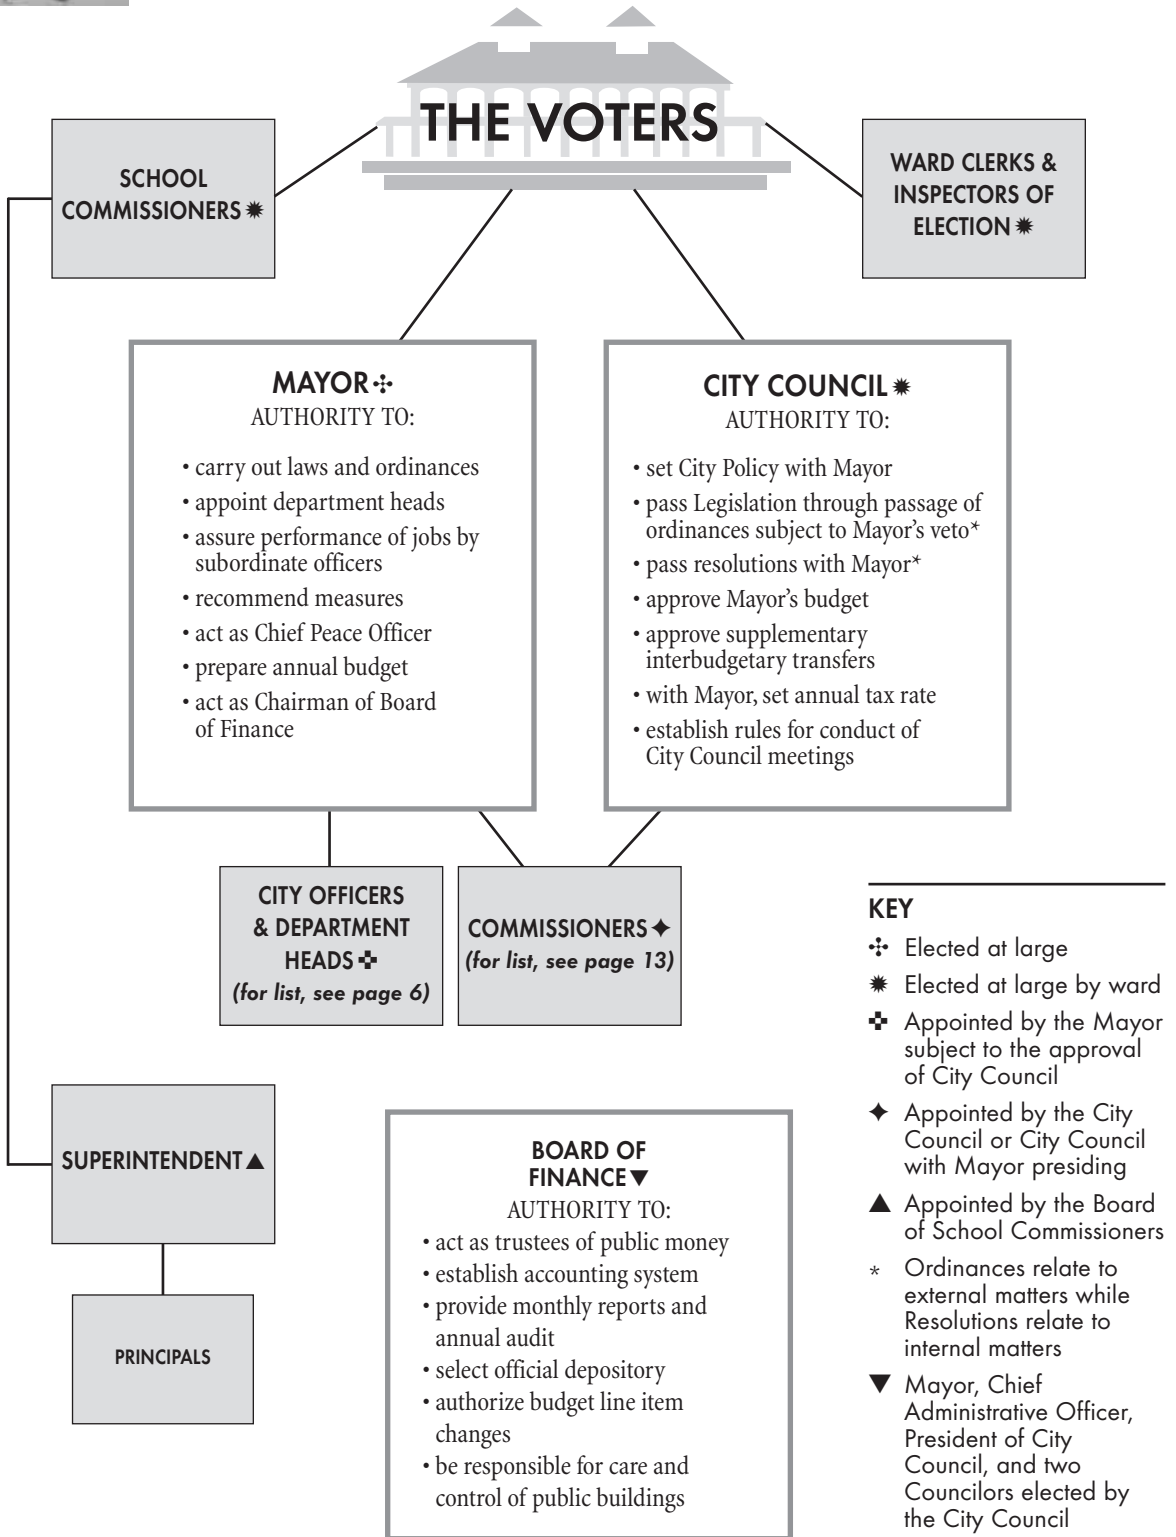 THE VOTERS
SCHOOL
COMMISSIONERS ✹
WARD CLERKS &
INSPECTORS OF
ELECTION ✹
MAYOR ✣
AUTHORITY TO:
• carry out laws and ordinances
• appoint department heads
• assure performance of jobs by
subordinate officers
• recommend measures
• act as Chief Peace Officer
• prepare annual budget
• act as Chairman of Board
of Finance
CITY COUNCIL ✹
AUTHORITY TO:
• set City Policy with Mayor
• pass Legislation through passage of
ordinances subject to Mayor’s veto*
• pass resolutions with Mayor*
• approve Mayor’s budget
• approve supplementary
interbudgetary transfers
• with Mayor, set annual tax rate
• establish rules for conduct of
City Council meetings
CITY OFFICERS
& DEPARTMENT
HEADS ✜
(for list, see page 6)
COMMISSIONERS ✦
(for list, see page 13)
SUPERINTENDENT ▲
PRINCIPALS
BOARD OF
FINANCE ▼
AUTHORITY TO:
• act as trustees of public money
• establish accounting system
• provide monthly reports and
annual audit
• select official depository
• authorize budget line item
changes
• be responsible for care and
control of public buildings
KEY
✣ Elected at large
✹ Elected at large by ward
✜ Appointed by the Mayor
subject to the approval
of City Council
✦ Appointed by the City
Council or City Council
with Mayor presiding
▲ Appointed by the Board
of School Commissioners
* Ordinances relate to
external matters while
Resolutions relate to
internal matters
▼ Mayor, Chief
Administrative Officer,
President of City
Council, and two
Councilors elected by
the City Council